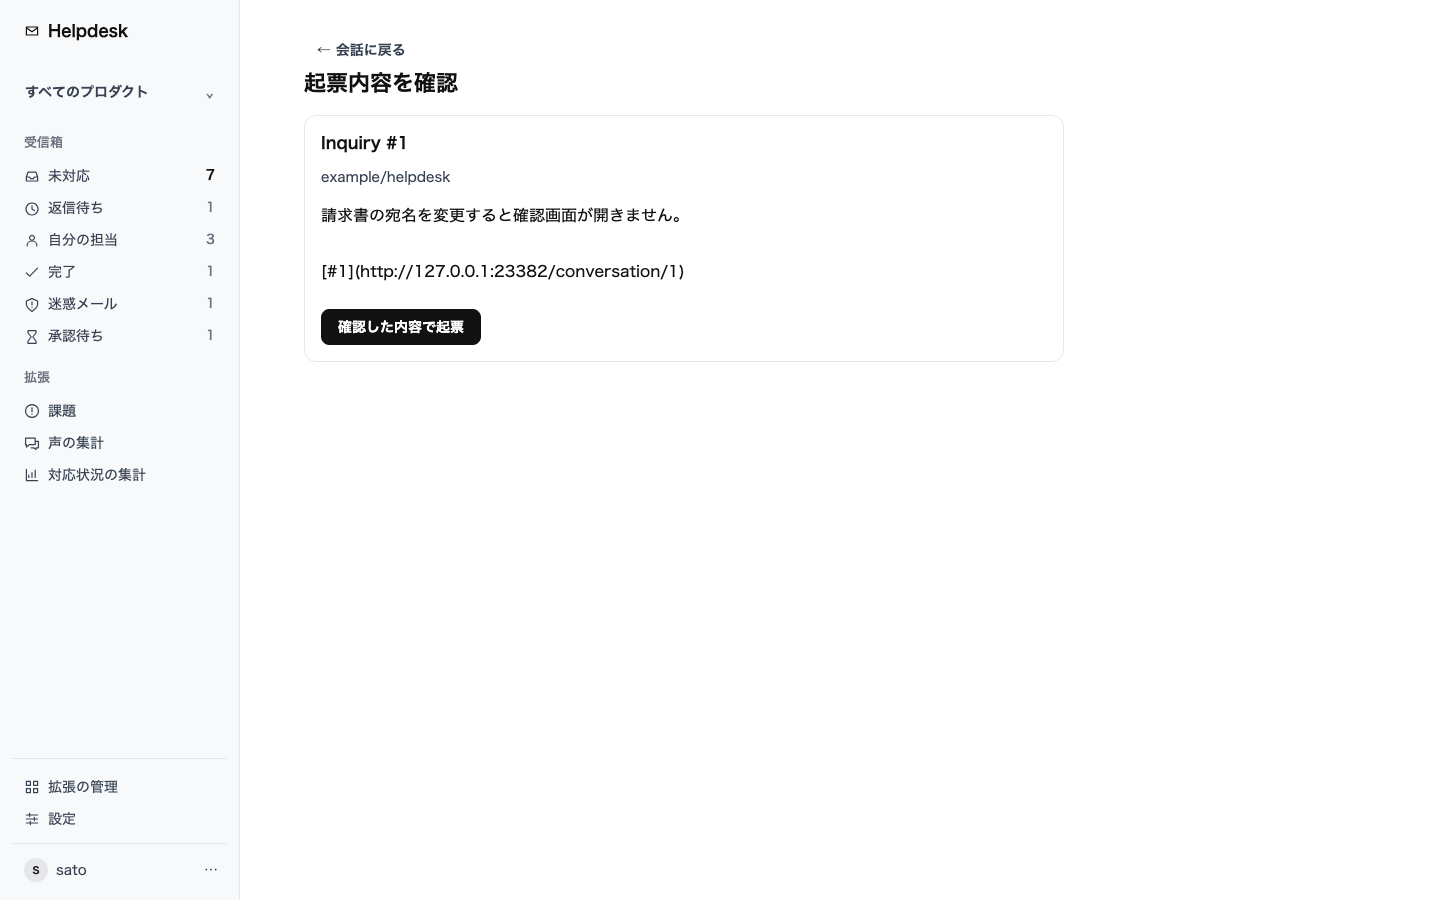 Helpdesk
すべてのプロダクト
受信箱
未対応 7
返信待ち 1
自分の担当 3
完了 1
迷惑メール 1
承認待ち 1
拡張
課題
声の集計
対応状況の集計
拡張の管理
設定
S sato ...
← 会話に戻る
起票内容を確認
Inquiry #1
example/helpdesk
請求書の宛名を変更すると確認画面が開きません。
[#1](http://127.0.0.1:23382/conversation/1)
確認した内容で起票